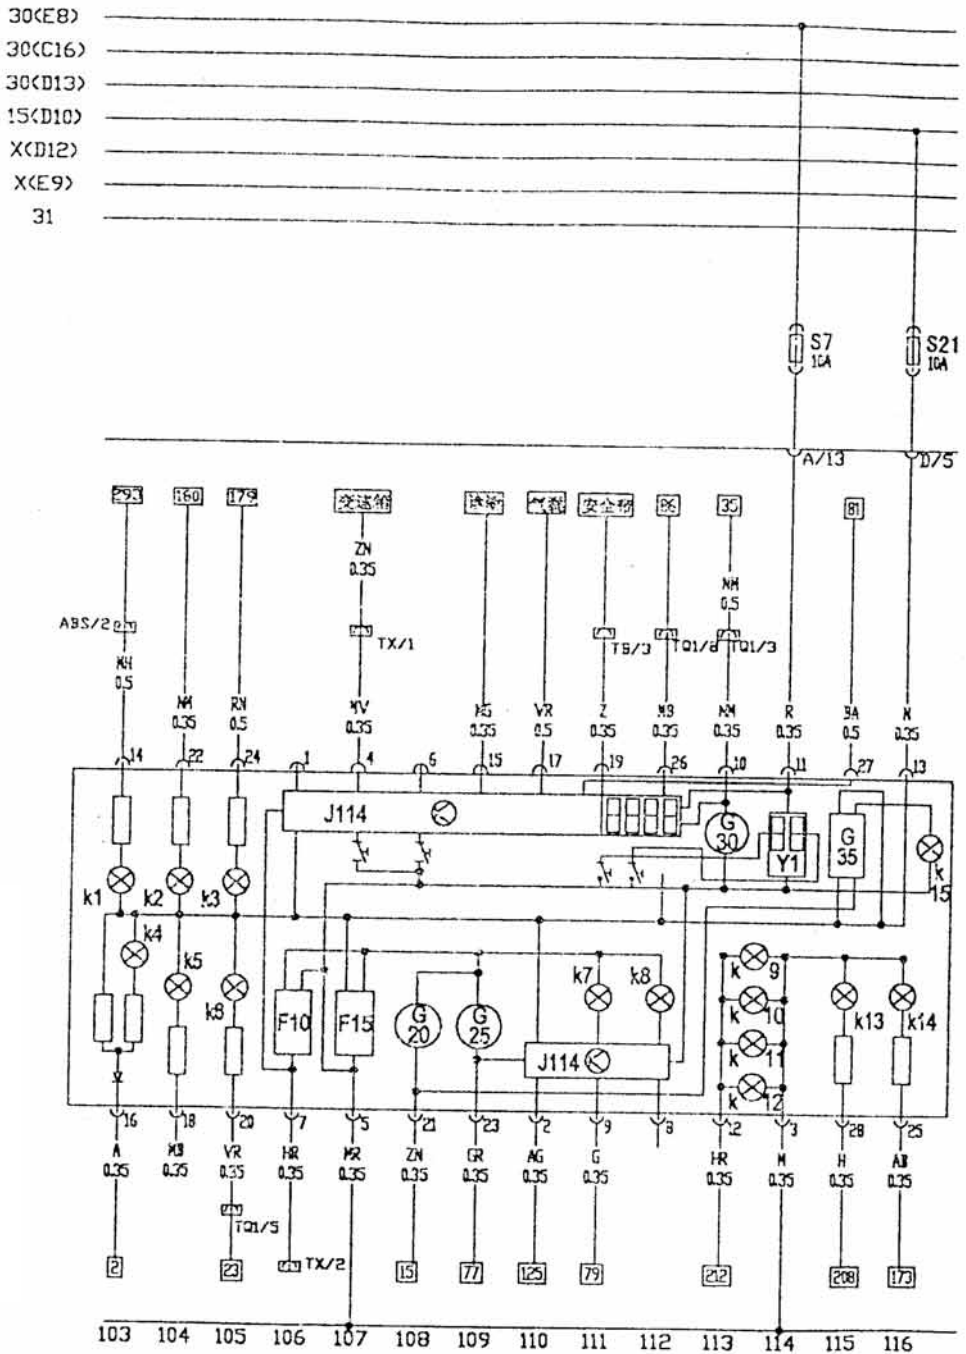 30(E8)
30(C16)
30(D13)
15(D10)
X(D12)
X(E9)
31
S7 S21
10A 10A
A/13 D/5
293 160 179 变速箱 气囊 安全带 86 35 81
ZN
0.35
NM
0.5
ABS/2 TX/1 TS/3 TQ1/8 TQ1/3
0.5
NM RN MV VR Z MB NM R BA N
0.35 0.5 0.35 0.35 0.5 0.35 0.35 0.35 0.35 0.5 0.35
14 22 24 1 4 6 15 17 19 26 10 11 27 13
J114 G
30 Y1 G
35 k
15
k1 k2 k3
k4 k5 k7 k8 k 9
k9 F10 F15 G
20 G
25 k 10 k13 k14
J114 k 11
k 12
16 18 20 7 5 21 23 2 9 8 12 3 28 25
A MB VR HR MR ZN GR AG G HR M H AB
0.35 0.35 0.35 0.35 0.35 0.35 0.35 0.35 0.35 0.35 0.35 0.35 0.35
TQ1/5
2 23 TX/2 15 77 125 79 212 208 173
103 104 105 106 107 108 109 110 111 112 113 114 115 116